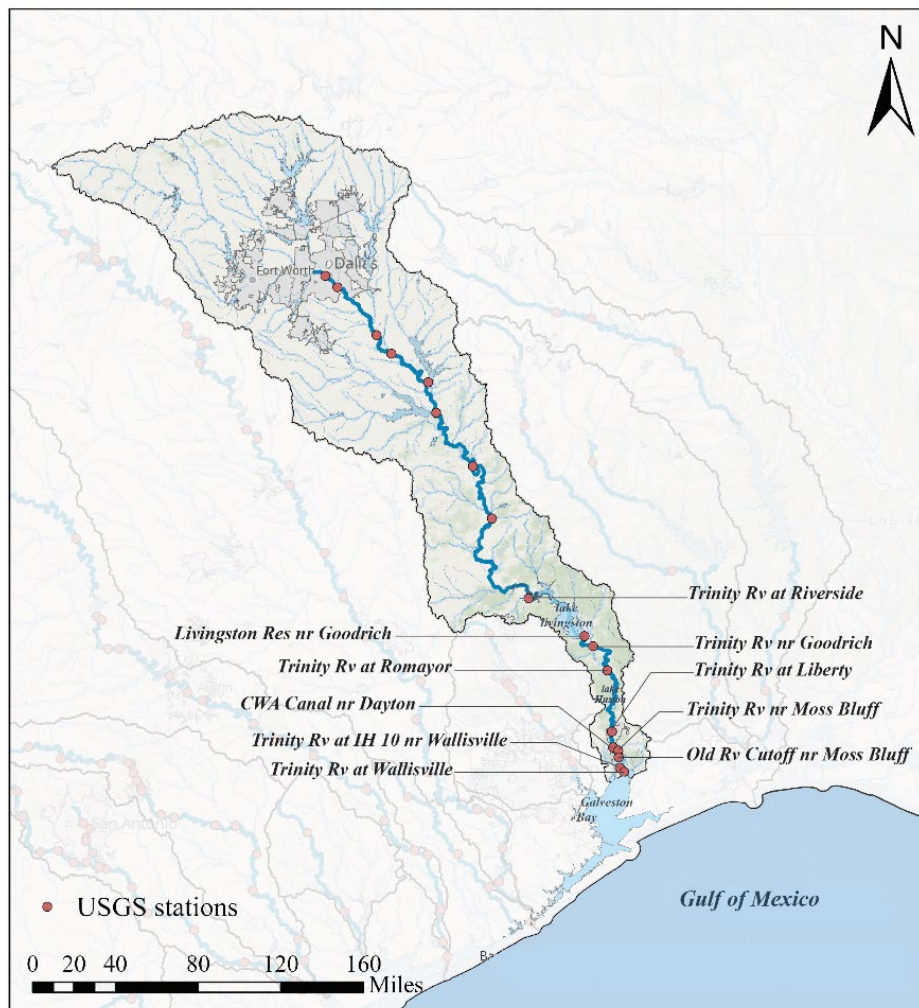 N
Fort Worth
Trinity Rv at Riverside
lake
livingston
Livingston Res nr Goodrich
Trinity Rv nr Goodrich
Trinity Rv at Romayor
Trinity Rv at Liberty
lake
CWA Canal nr Dayton
Trinity Rv nr Moss Bluff
Trinity Rv at IH 10 nr Wallisville
Old Rv Cutoff nr Moss Bluff
Trinity Rv at Wallisville
Galveston
Bay
San Antonio
Gulf of Mexico
USGS stations
0 20 40 80 120 160
Miles